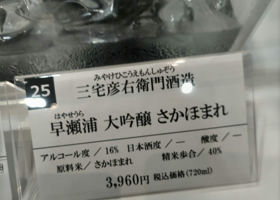 25
みやけひこうえもんしゅぞう
三宅彦右衛門酒造
はやせうら
早瀬浦 大吟醸 さかほまれ
アルコール度／16% 日本酒度／― 酸度／―
原料米／さかほまれ 精米歩合／40%
3,960円 税込価格(720ml)